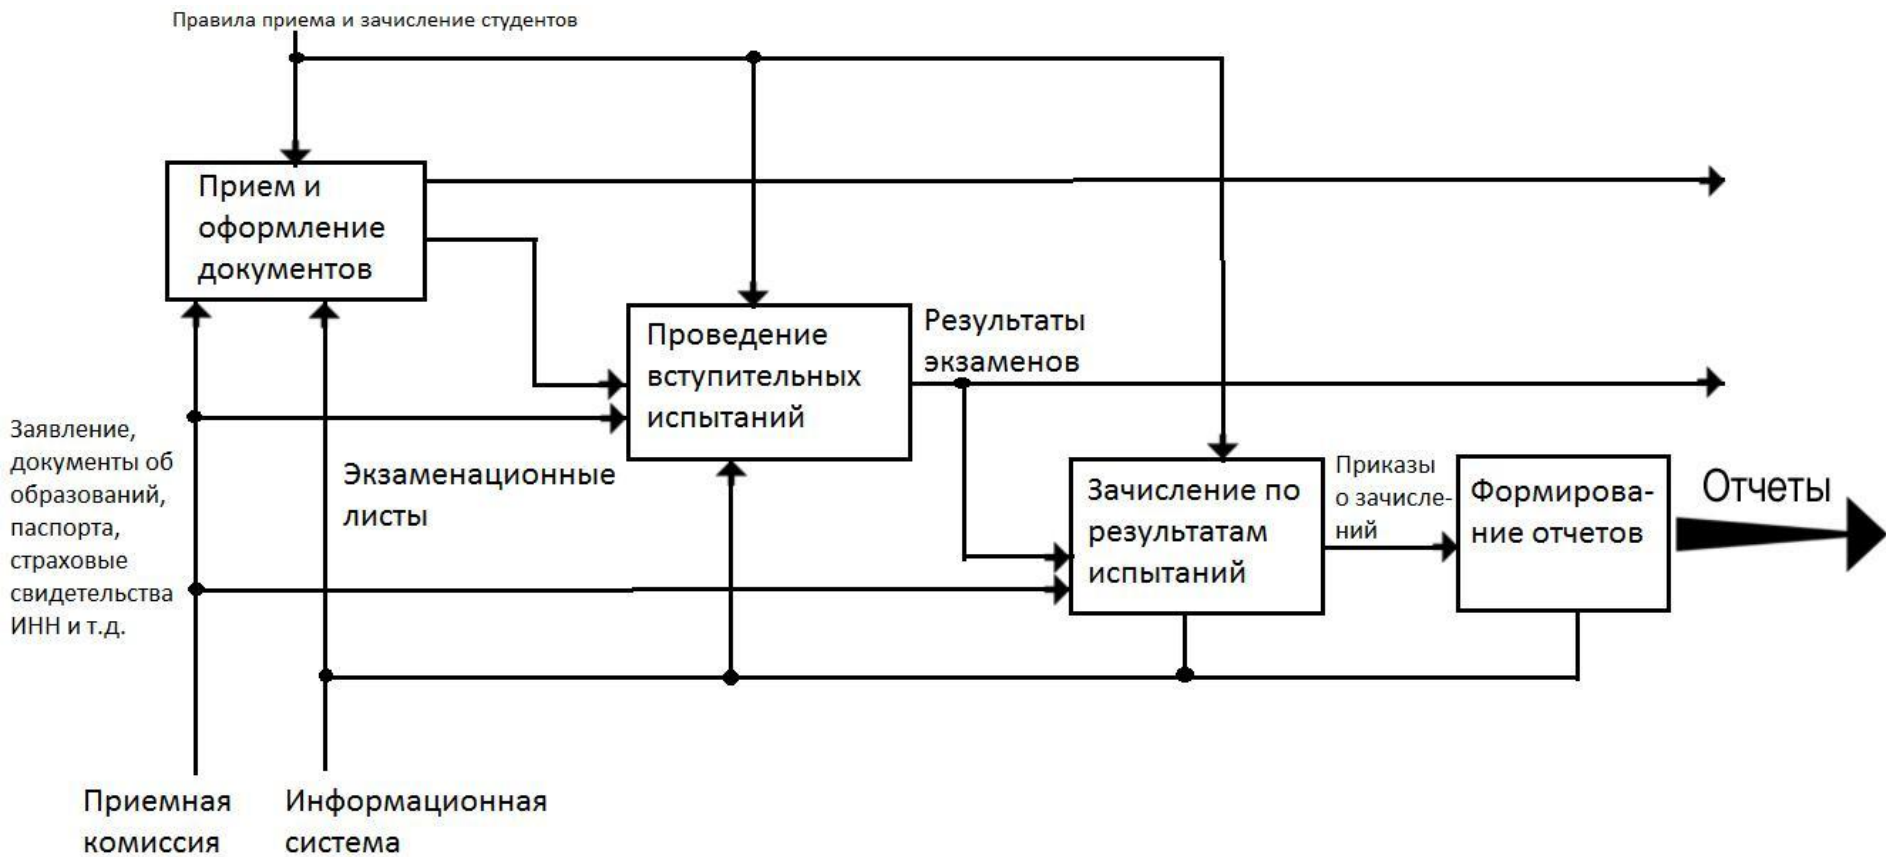 Правила приема и зачисление студентов
Прием и
оформление
документов
Проведение
вступительных
испытаний
Результаты
экзаменов
Заявление,
документы об
образований,
паспорта,
страховые
свидетельства
ИНН и т.д.
Экзаменационные
листы
Зачисление по
результатам
испытаний
Приказы
о зачисле-
ний
Формирова-
ние отчетов
Отчеты
Приемная
комиссия
Информационная
система